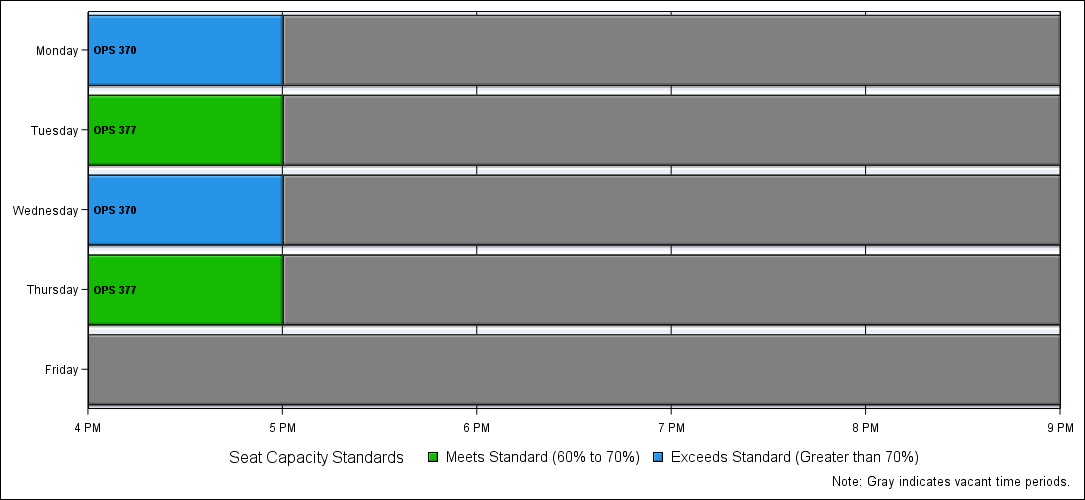 Monday
OPS 370
Tuesday
OPS 377
Wednesday
OPS 370
Thursday
OPS 377
Friday
4 PM 5 PM 6 PM 7 PM 8 PM 9 PM
Seat Capacity Standards Meets Standard (60% to 70%) Exceeds Standard (Greater than 70%)
Note: Gray indicates vacant time periods.